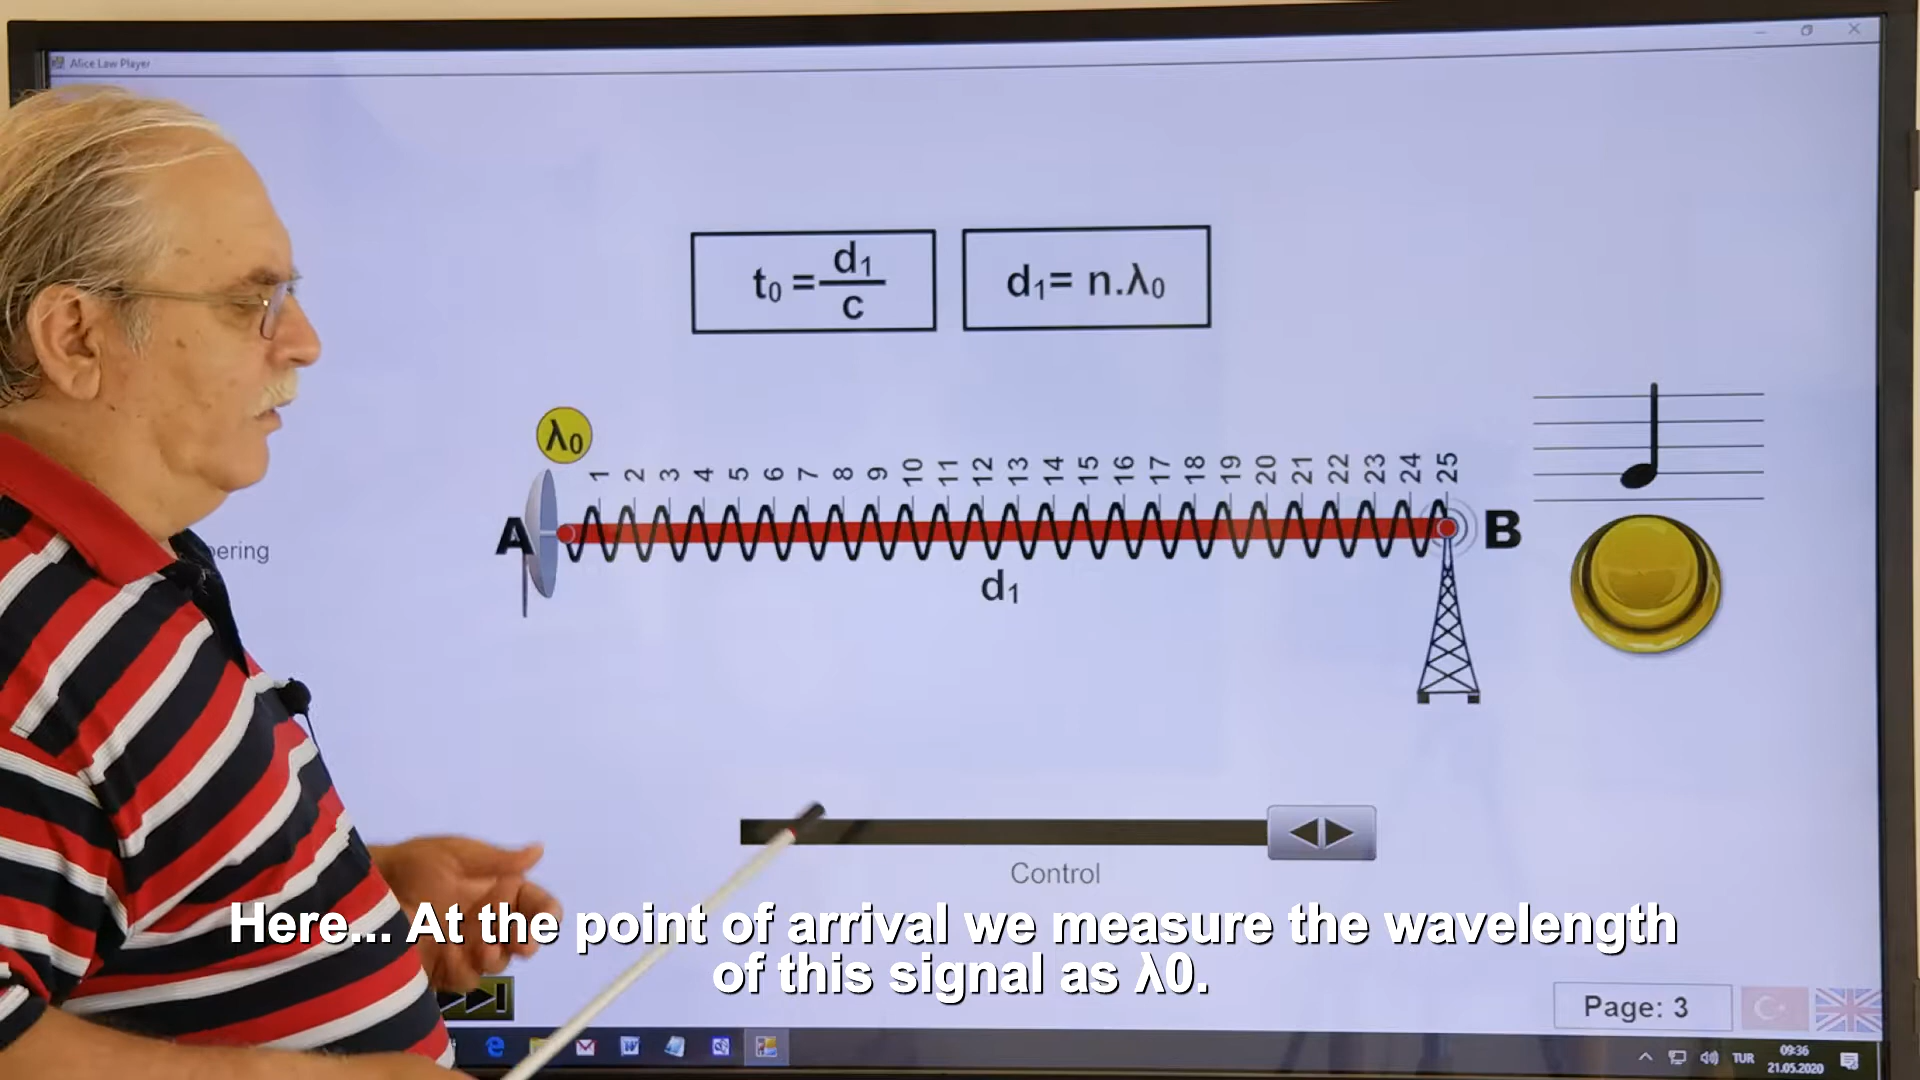 Alice Law Player
t₀ = d₁/c
d₁= n.λ₀
λ₀
1 2 3 4 5 6 7 8 9 10 11 12 13 14 15 16 17 18 19 20 21 22 23 24 25
A
B
d₁
Control
Here... At the point of arrival we measure the wavelength
of this signal as λ0.
Page: 3
TUR
09:36
21.05.2020